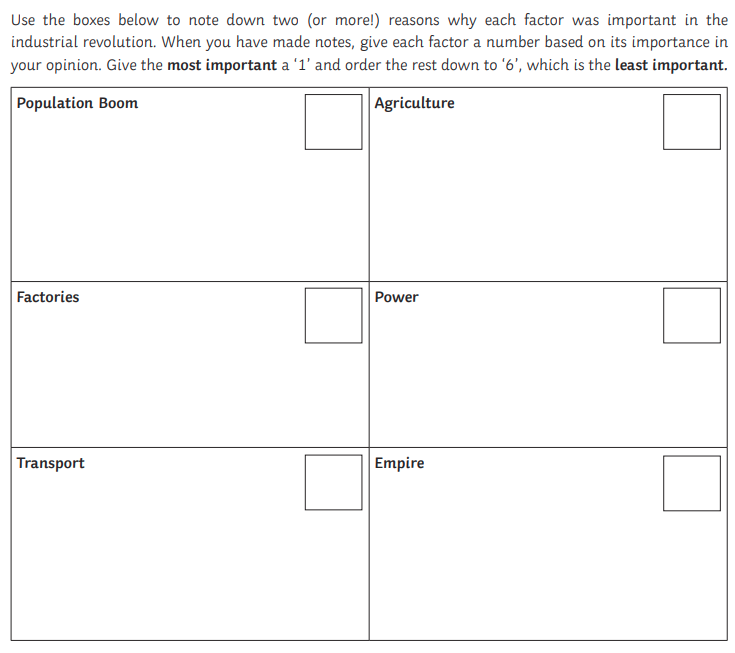 Use the boxes below to note down two (or more!) reasons why each factor was important in the
industrial revolution. When you have made notes, give each factor a number based on its importance in
your opinion. Give the most important a ‘1’ and order the rest down to ‘6’, which is the least important.
Population Boom
Agriculture
Factories
Power
Transport
Empire